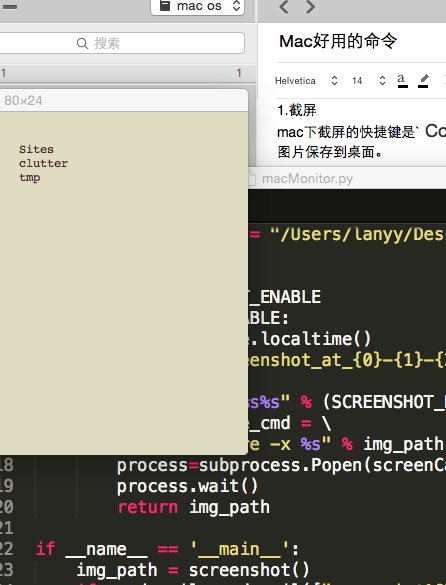 mac os
搜索
1
1
Mac好用的命令
Helvetica
14
a
1.截屏
mac下截屏的快捷键是`
图片保存到桌面。
80×24
Sites
clutter
tmp
macMonitor.py
= "/Users/lanyy/Des
T_ENABLE
ABLE:
e.localtime()
eenshot_at_{0}-{1}-{
s%s" % (SCREENSHOT_
e_cmd = \
re -x %s" % img_path
18 process=subprocess.Popen(screenCa
19 process.wait()
20 return img_path
21
22 if __name__ == '__main__':
23 img_path = screenshot()